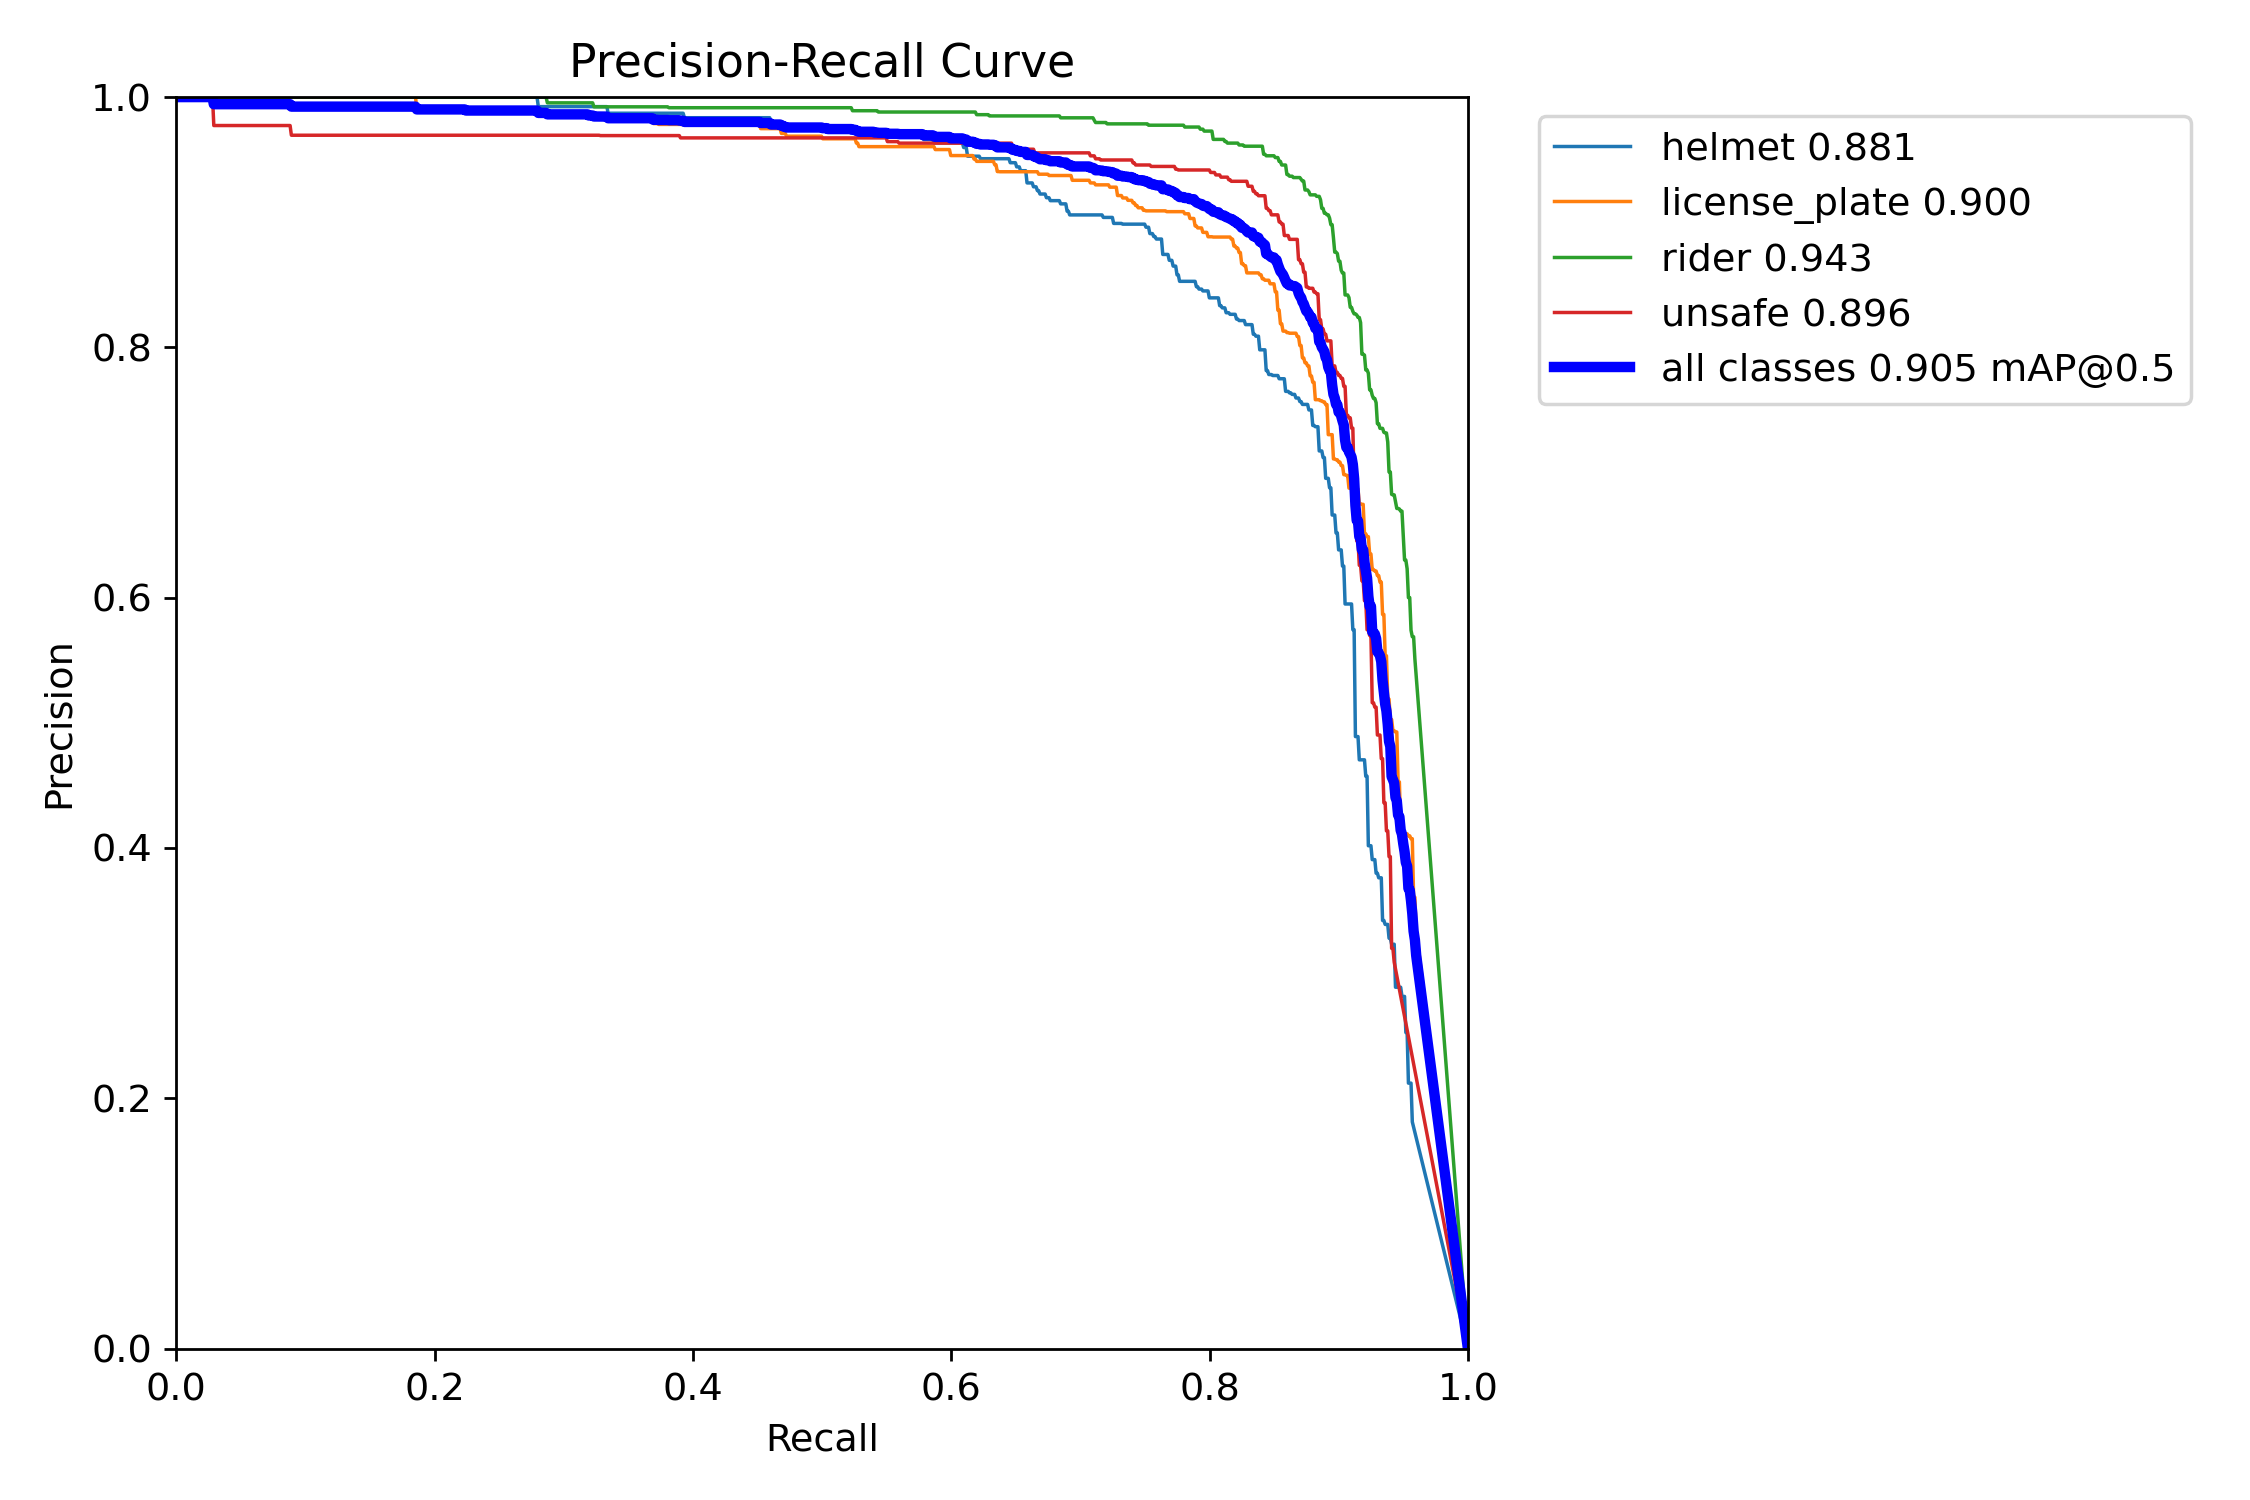 Precision-Recall Curve
1.0
0.8
0.6
0.4
0.2
0.0
Precision
0.0 0.2 0.4 0.6 0.8 1.0
Recall
helmet 0.881
license_plate 0.900
rider 0.943
unsafe 0.896
all classes 0.905 mAP@0.5